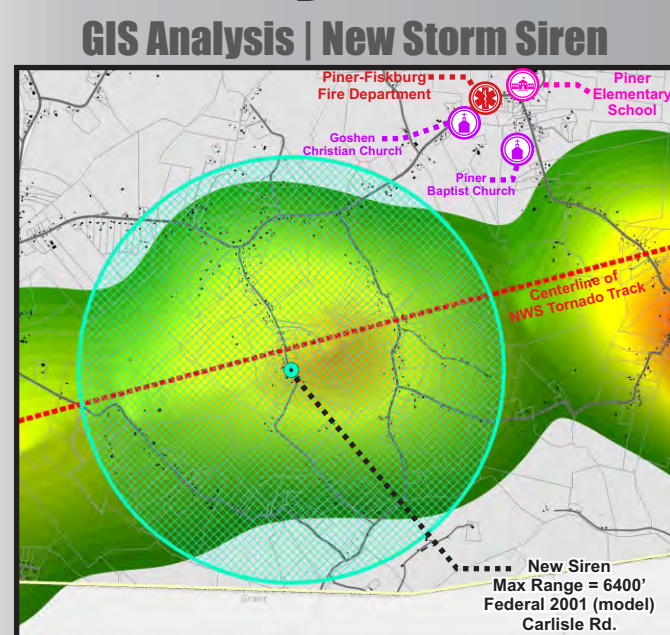 GIS Analysis | New Storm Siren
Piner-Fiskburg
Fire Department
Piner
Elementary
School
Goshen
Christian Church
Piner
Baptist Church
Centerline of
NWS Tornado Track
New Siren
Max Range = 6400'
Federal 2001 (model)
Carlisle Rd.
Grant